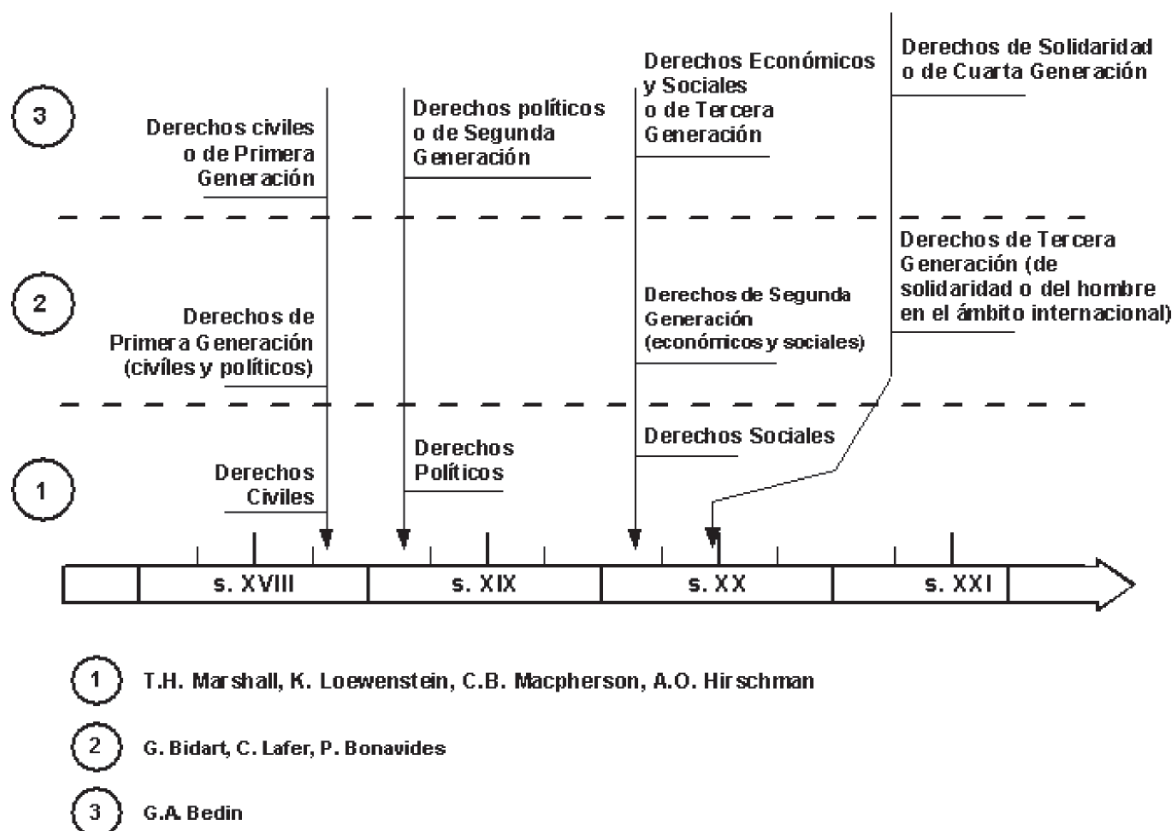 3
Derechos civiles
o de Primera
Generación
Derechos políticos
o de Segunda
Generación
Derechos Económicos
y Sociales
o de Tercera
Generación
Derechos de Solidaridad
o de Cuarta Generación
2
Derechos de
Primera Generación
(civíles y políticos)
Derechos de Segunda
Generación
(económicos y sociales)
Derechos de Tercera
Generación (de
solidaridad o del hombre
en el ámbito internacional)
1
Derechos
Civiles
Derechos
Políticos
Derechos Sociales
s. XVIII
s. XIX
s. XX
s. XXI
1 T.H. Marshall, K. Loewenstein, C.B. Macpherson, A.O. Hirschman
2 G. Bidart, C. Lafer, P. Bonavides
3 G.A. Bedin